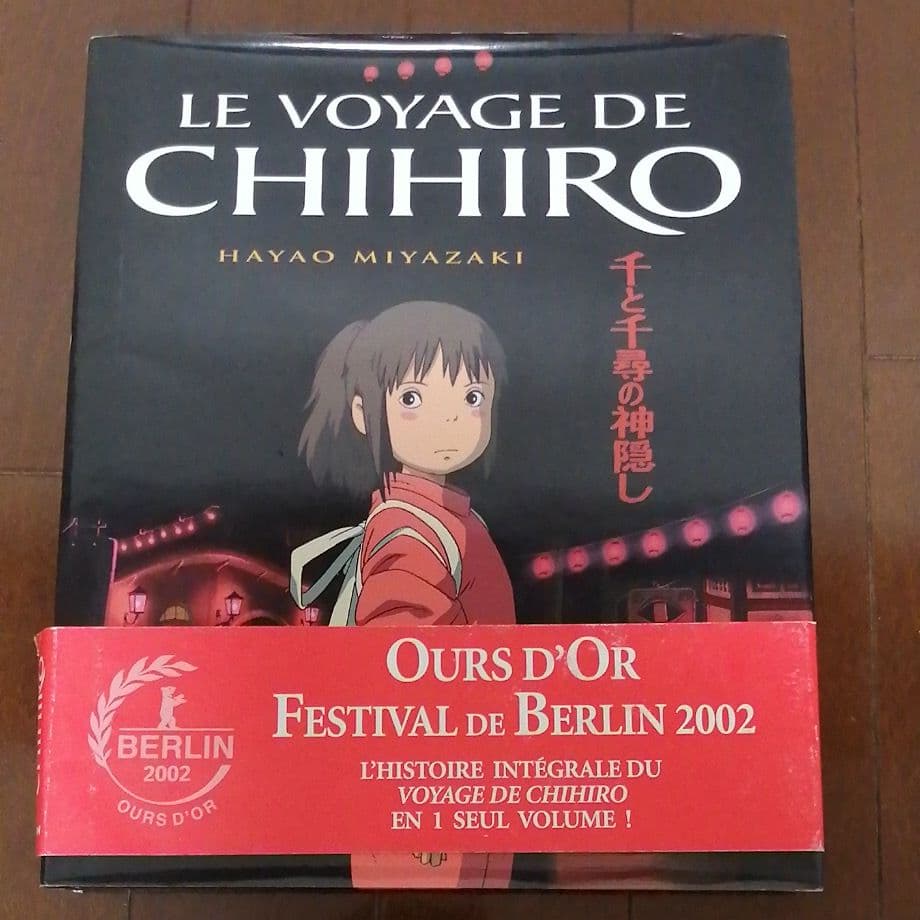 LE VOYAGE DE
CHIHIRO
HAYAO MIYAZAKI
千と千尋の神隠し
OURS D'OR
FESTIVAL DE BERLIN 2002
L'HISTOIRE INTÉGRALE DU
VOYAGE DE CHIHIRO
EN 1 SEUL VOLUME !
BERLIN
2002
OURS D'OR